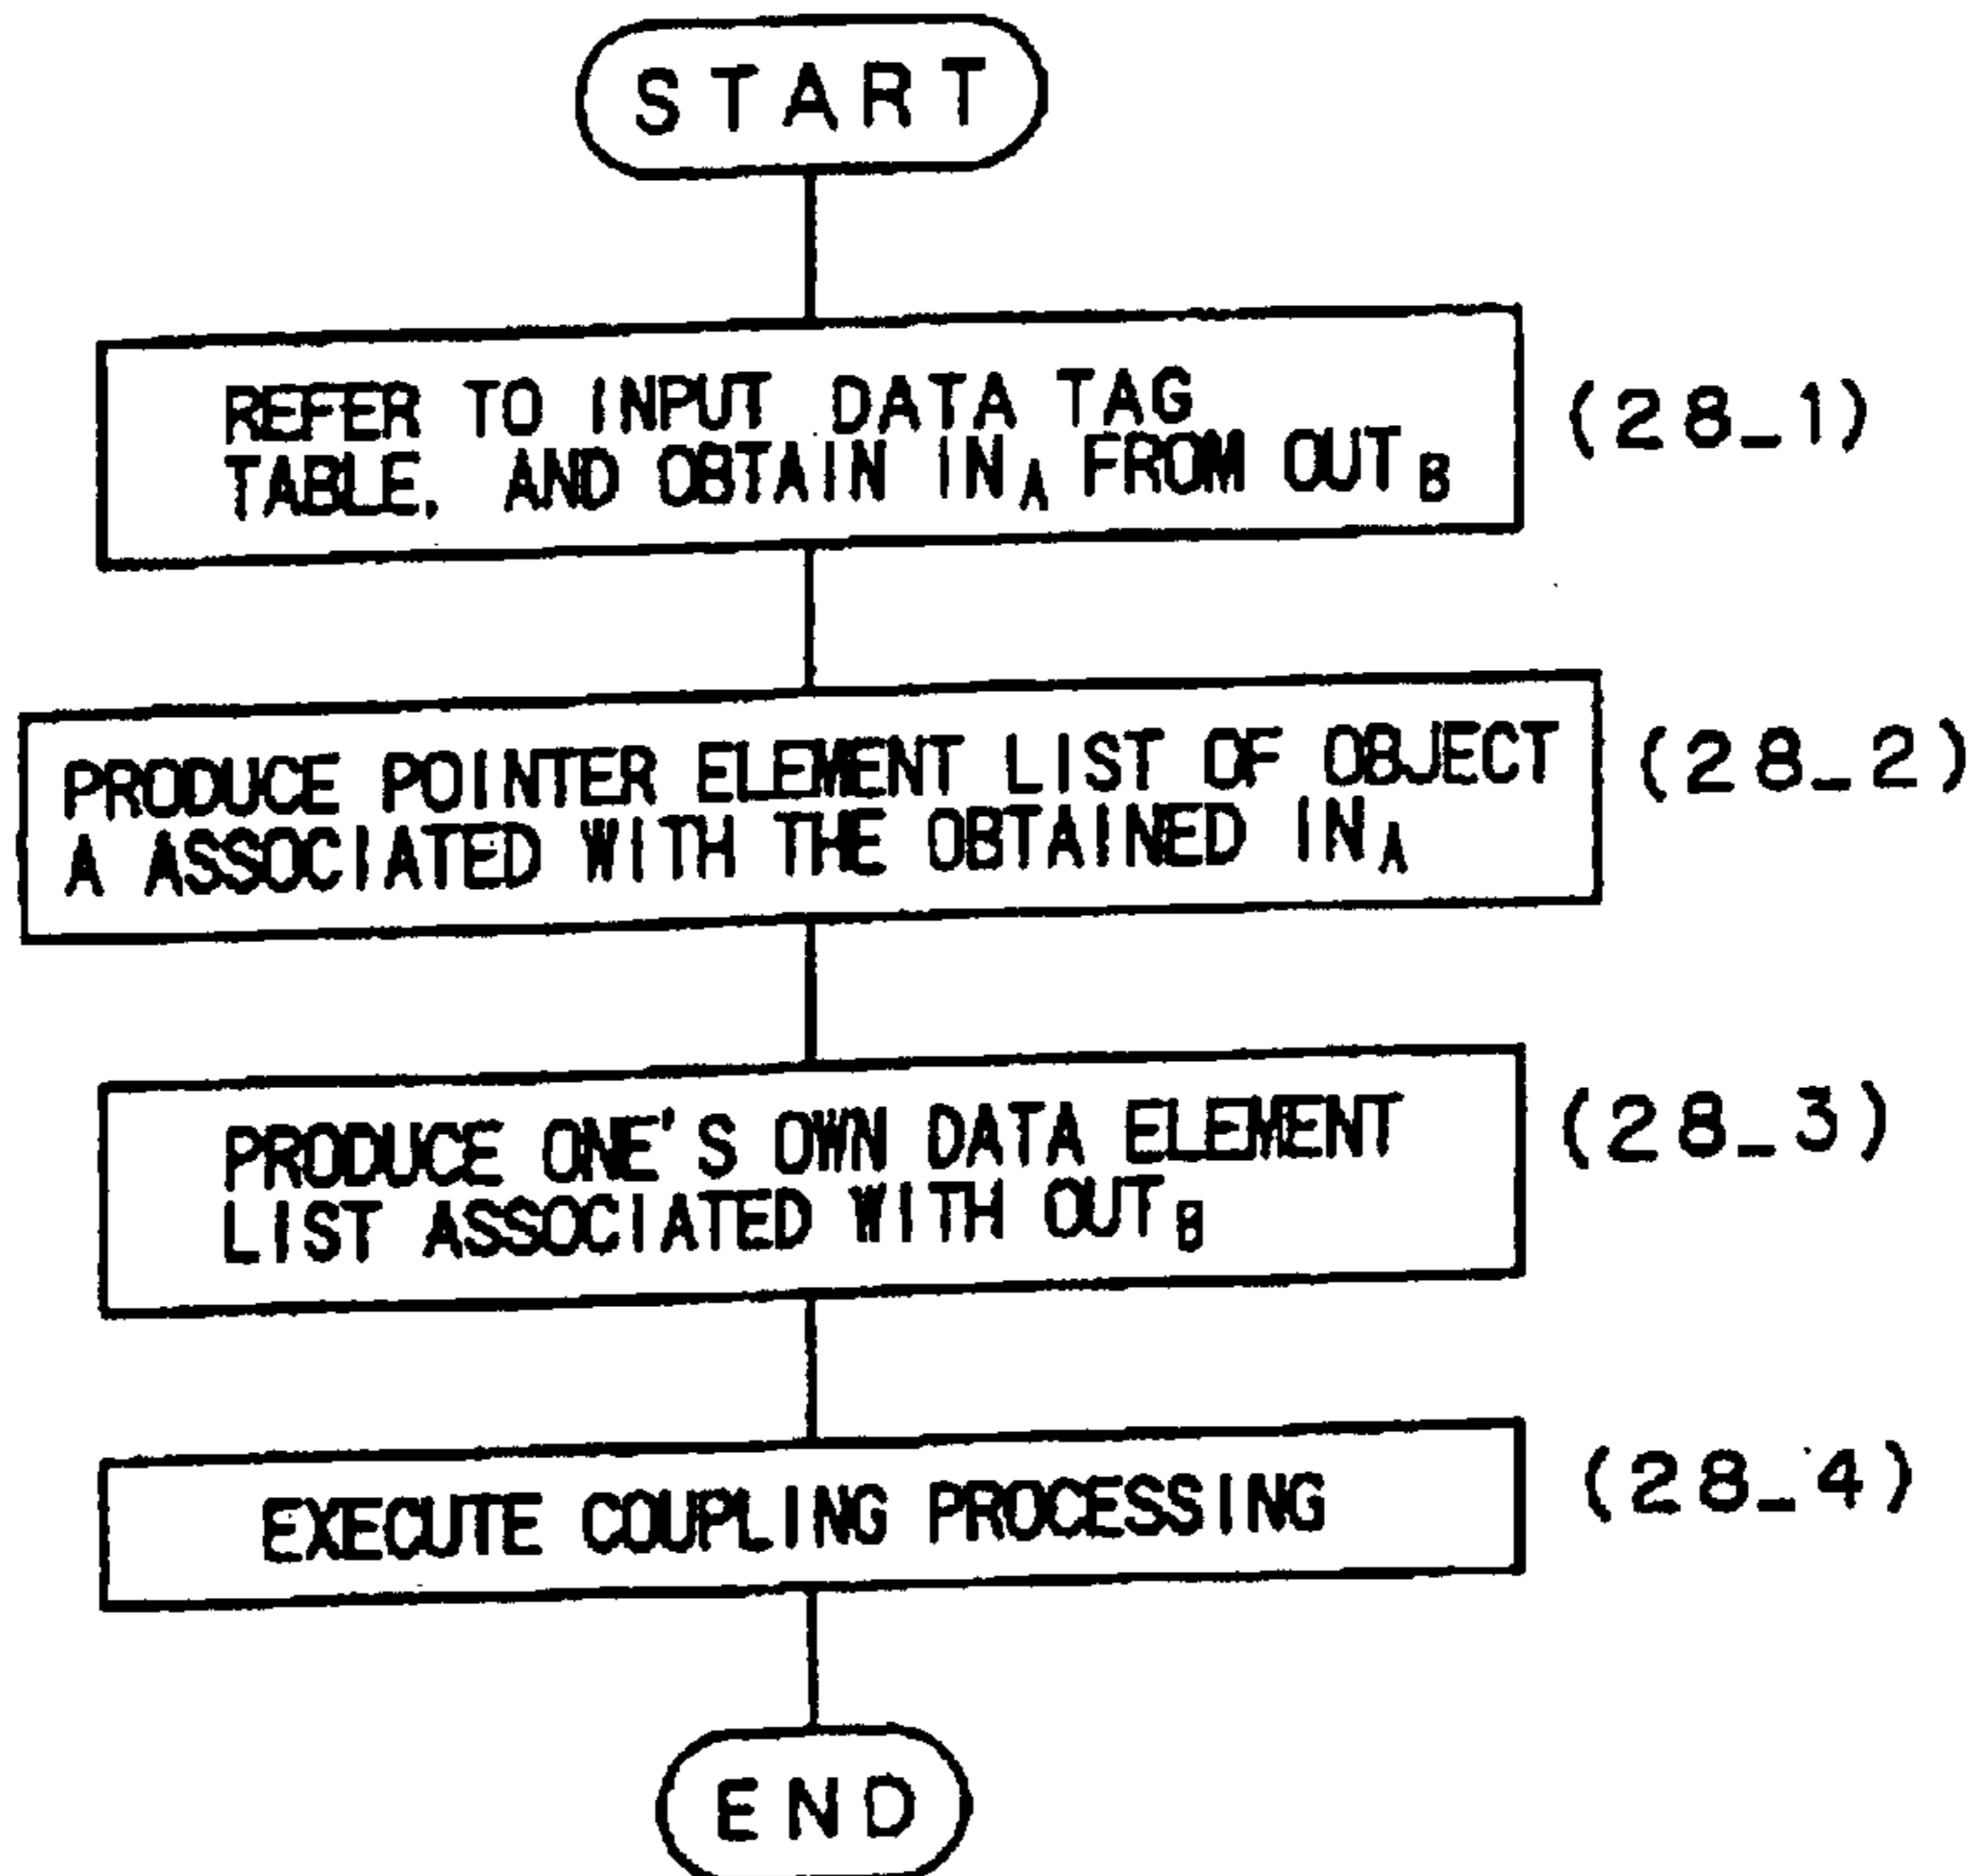 START
REFER TO INPUT DATA TAG
TABLE, AND OBTAIN INA FROM OUTB
(28_1)
PRODUCE POINTER ELEMENT LIST OF OBJECT
A ASSOCIATED WITH THE OBTAINED INA
(28_2)
PRODUCE ONE'S OWN DATA ELEMENT
LIST ASSOCIATED WITH OUTB
(28_3)
EXECUTE COUPLING PROCESSING
(28_4)
END